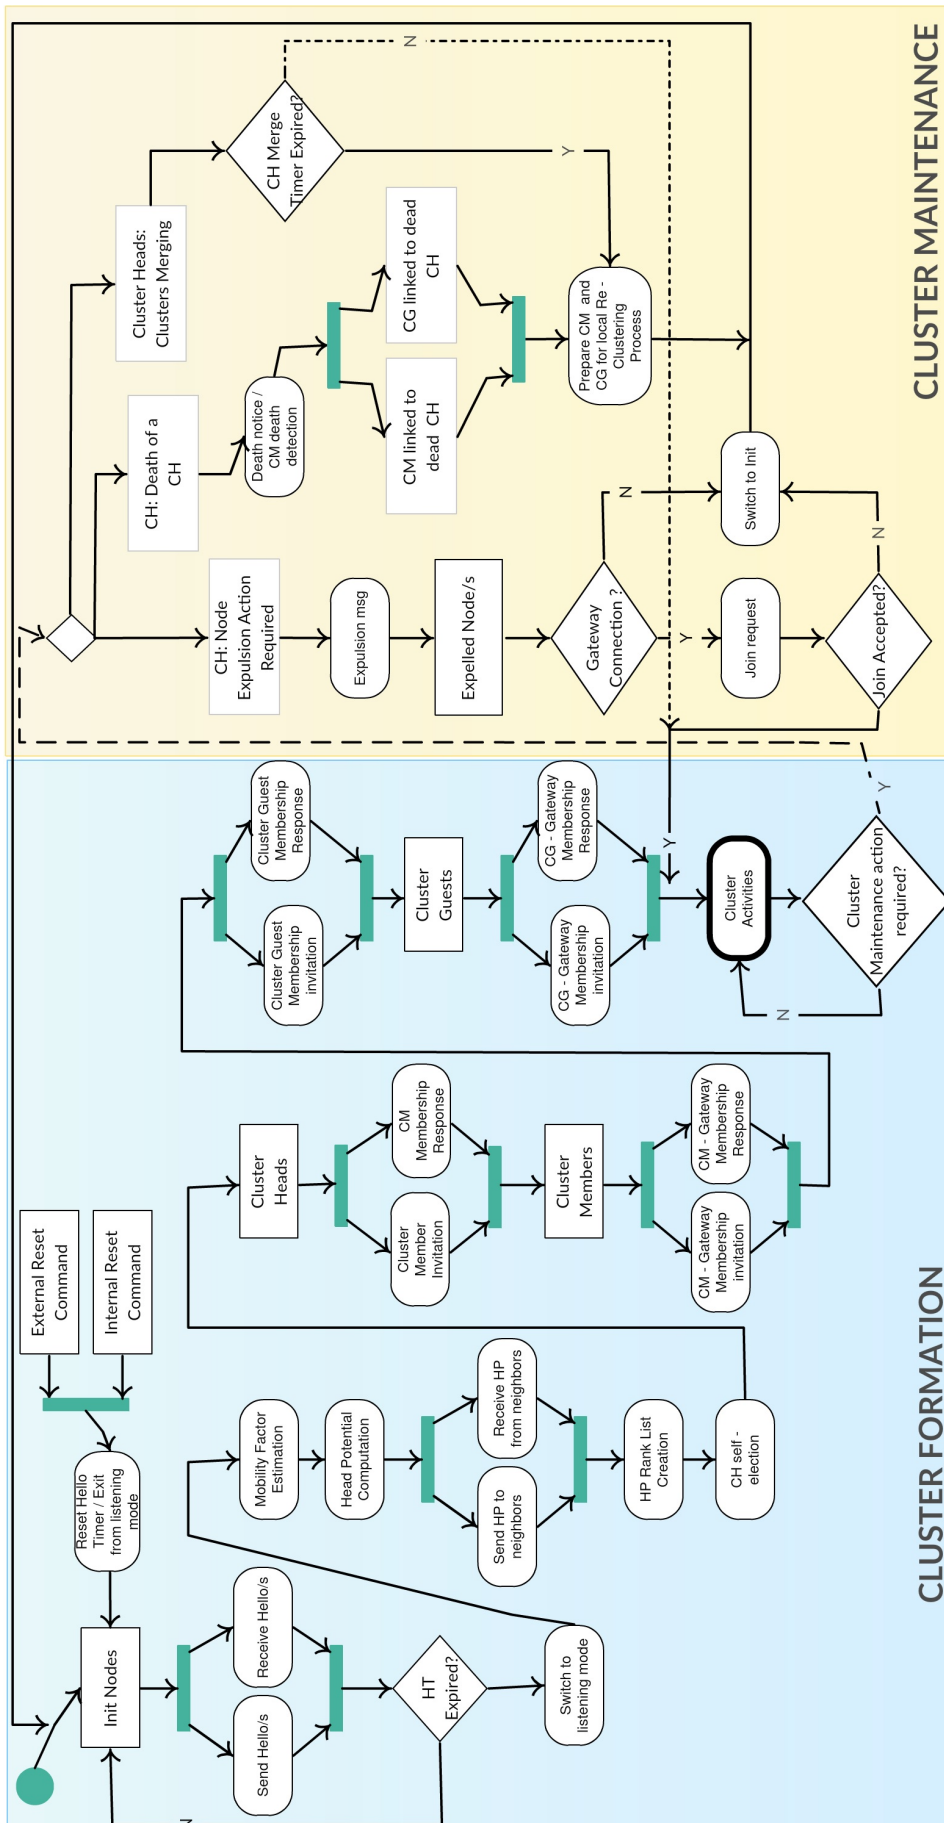 External Reset
Command
Internal Reset
Command
Reset Hello
Timer / Exit
from listening
mode
Init Nodes
Send Hello/s
Receive Hello/s
HT
Expired?
N
Switch to
listening mode
Mobility Factor
Estimation
Head Potential
Computation
Send HP to
neighbors
Receive HP
from neighbors
HP Rank List
Creation
CH self -
election
Cluster
Heads
Cluster
Member
Invitation
CM
Membership
Response
Cluster
Members
CM - Gateway
Membership
invitation
CM - Gateway
Membership
Response
Cluster Guest
Membership
invitation
Cluster Guest
Membership
Response
Cluster
Guests
CG - Gateway
Membership
invitation
CG - Gateway
Membership
Response
Y
Cluster
Activities
N
Cluster
Maintenance action
required?
Y
CLUSTER FORMATION
CH: Node
Expulsion Action
Required
Expulsion msg
Expelled Node/s
Gateway
Connection ?
Y
N
Join request
Join Accepted?
N
Switch to Init
CH: Death of a
CH
Death notice /
CM death
detection
CM linked to
dead CH
CG linked to dead
CH
Prepare CM and
CG for local Re -
Clustering
Process
Cluster Heads:
Clusters Merging
CH Merge
Timer Expired?
N
Y
CLUSTER MAINTENANCE